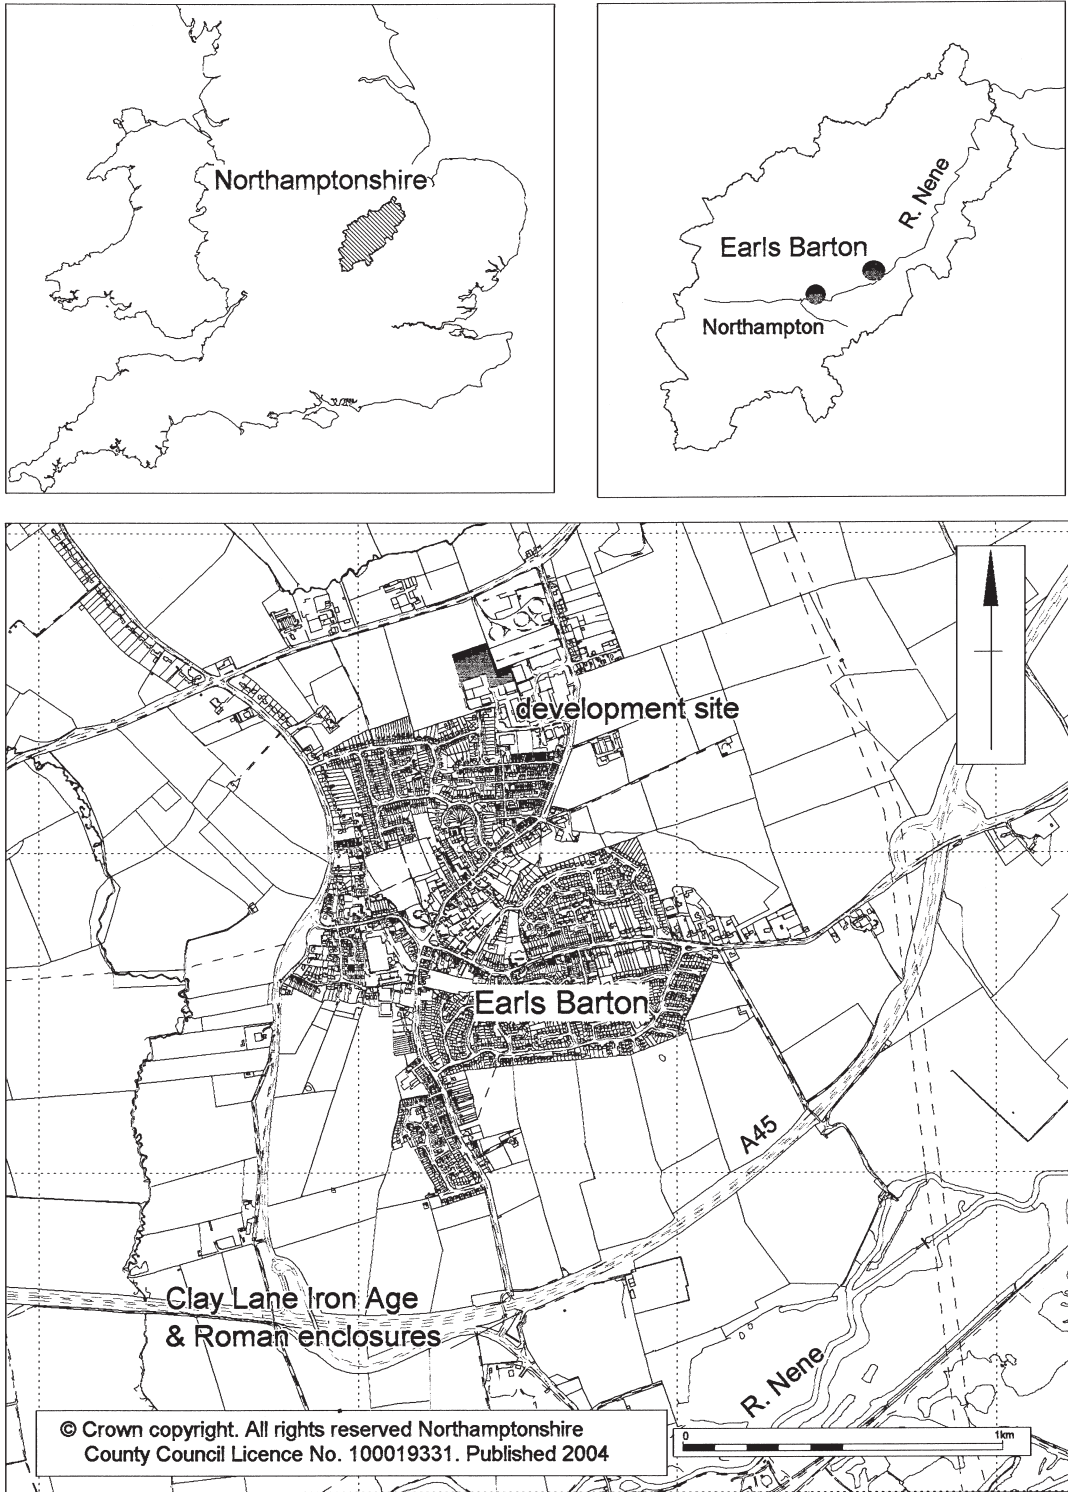 Northamptonshire
R. Nene
Earls Barton
Northampton
development site
Earls Barton
A45
Clay Lane Iron Age
& Roman enclosures
R. Nene
© Crown copyright. All rights reserved Northamptonshire
County Council Licence No. 100019331. Published 2004
0 1km